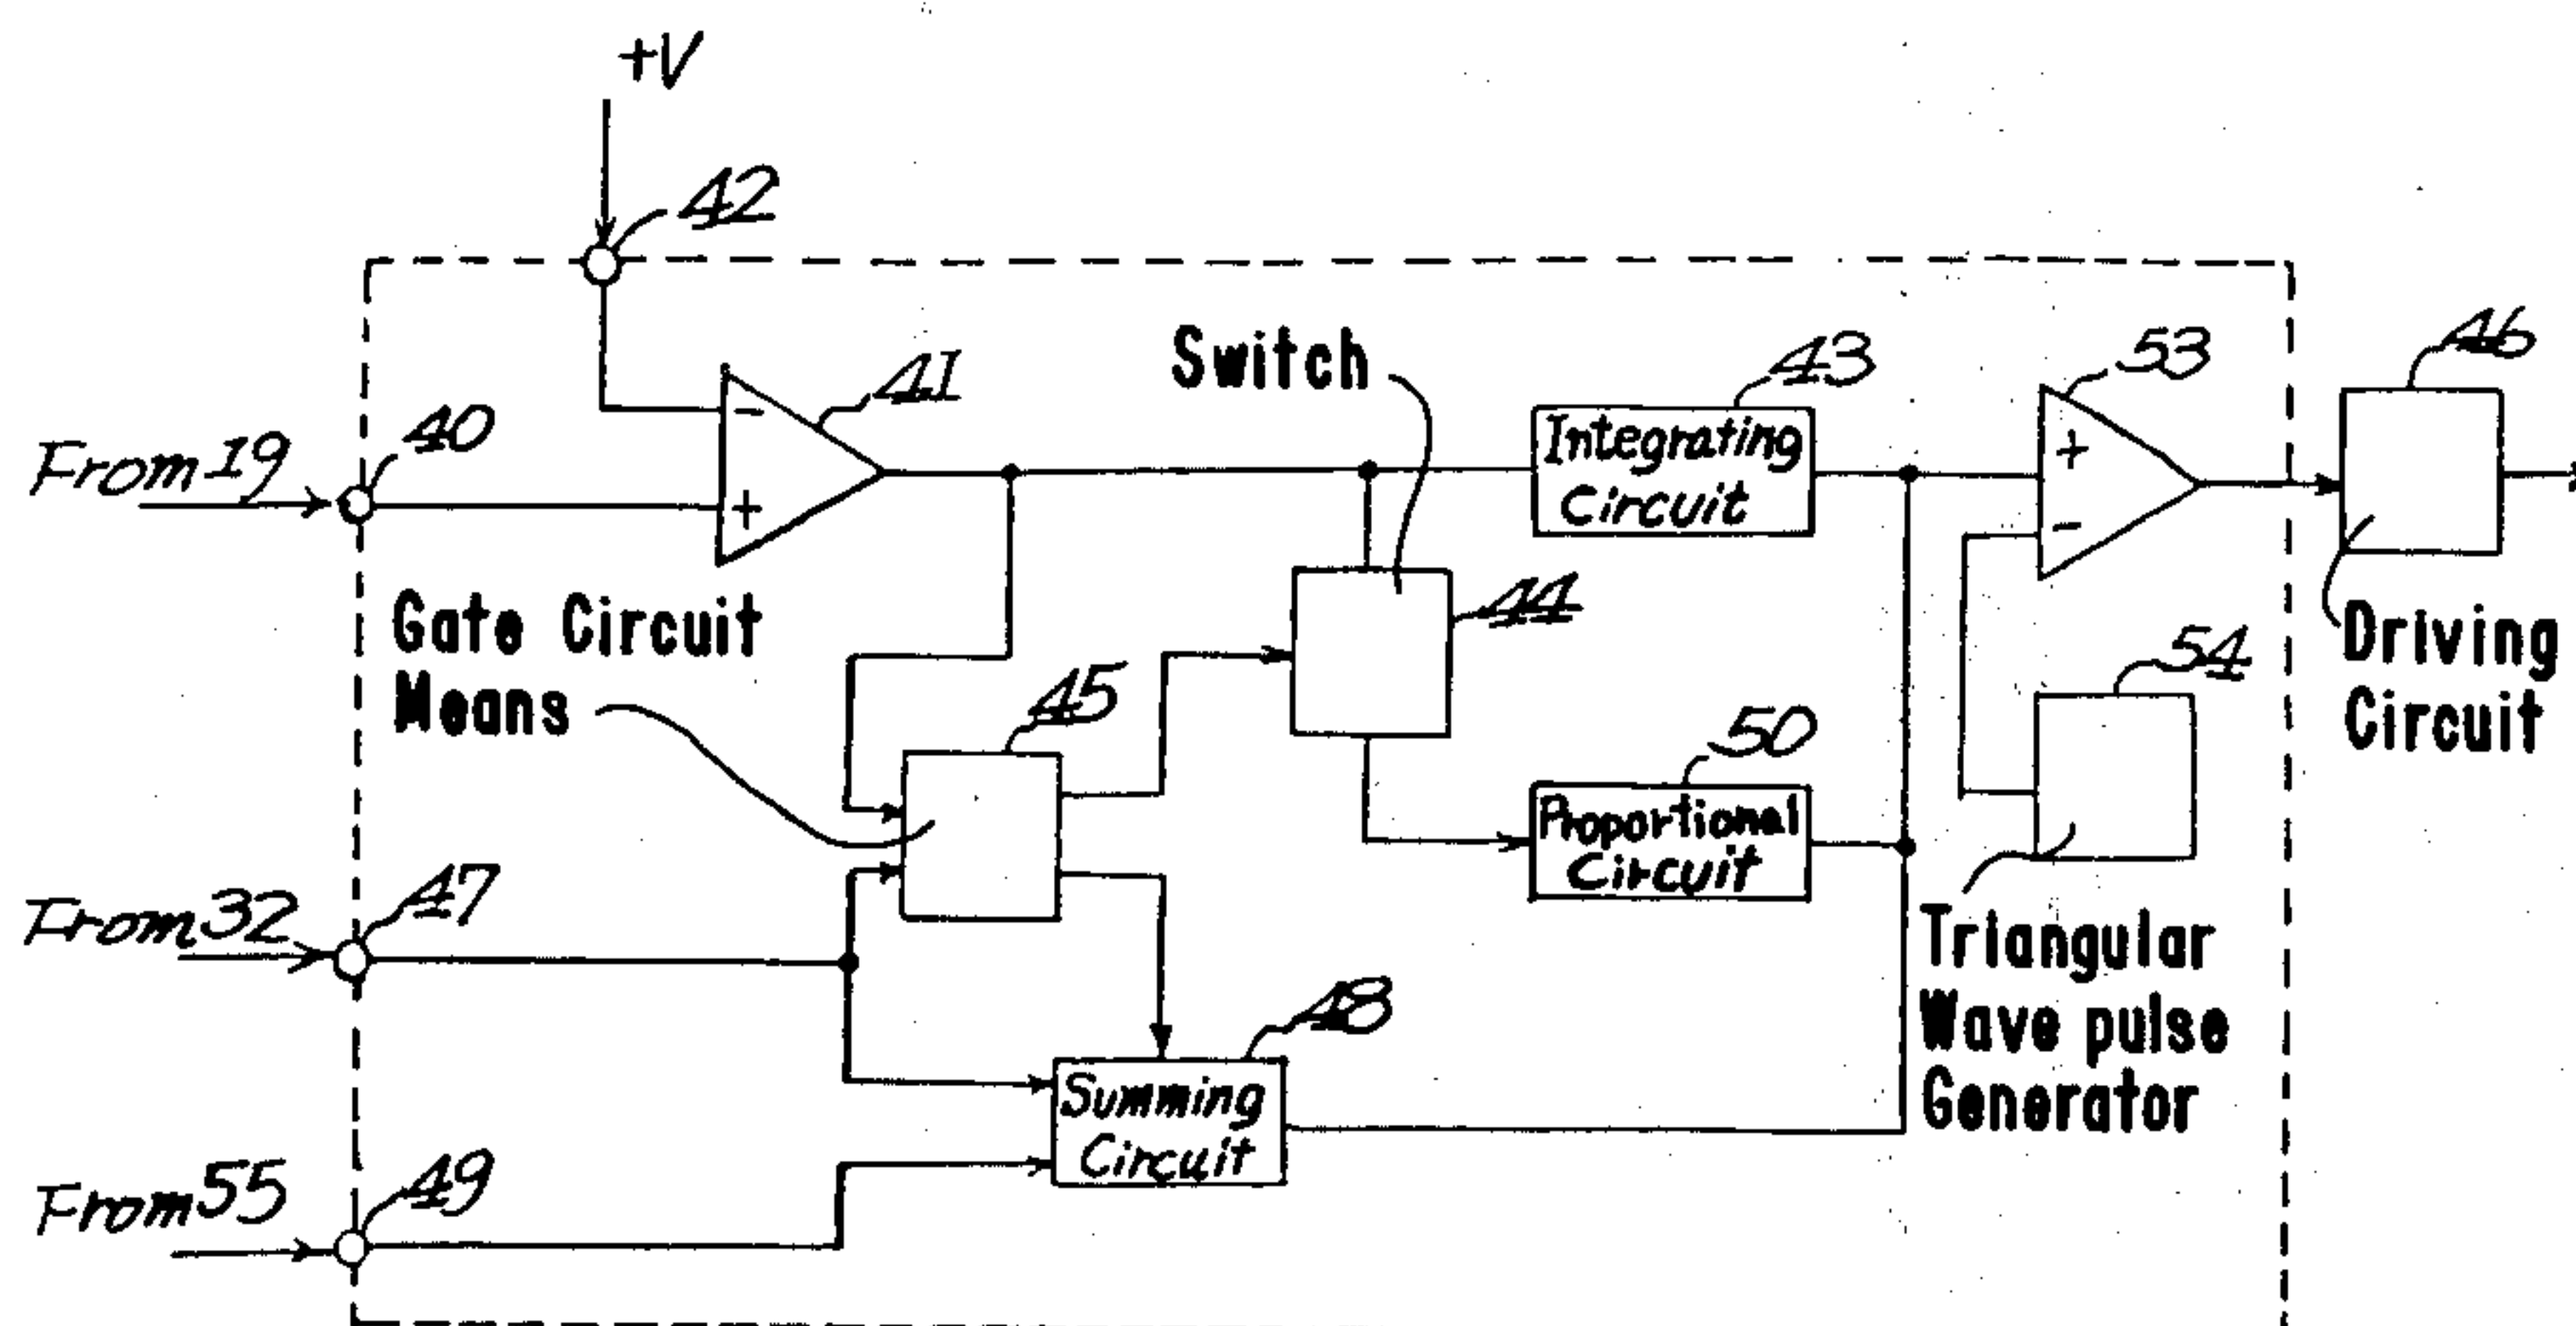 +V
42
Switch
43
53
46
41
-
+
Integrating
Circuit
+
-
From 19
40
Gate Circuit
Means
44
Driving
Circuit
45
50
54
Proportional
Circuit
From 32
47
Triangular
Wave pulse
Generator
48
Summing
Circuit
From 55
49